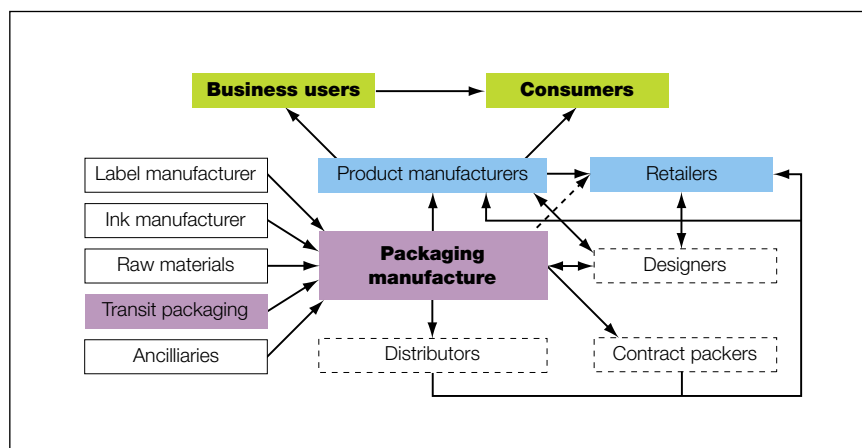 Business users
Consumers
Label manufacturer
Product manufacturers
Retailers
Ink manufacturer
Packaging
manufacture
Raw materials
Designers
Transit packaging
Ancilliaries
Distributors
Contract packers